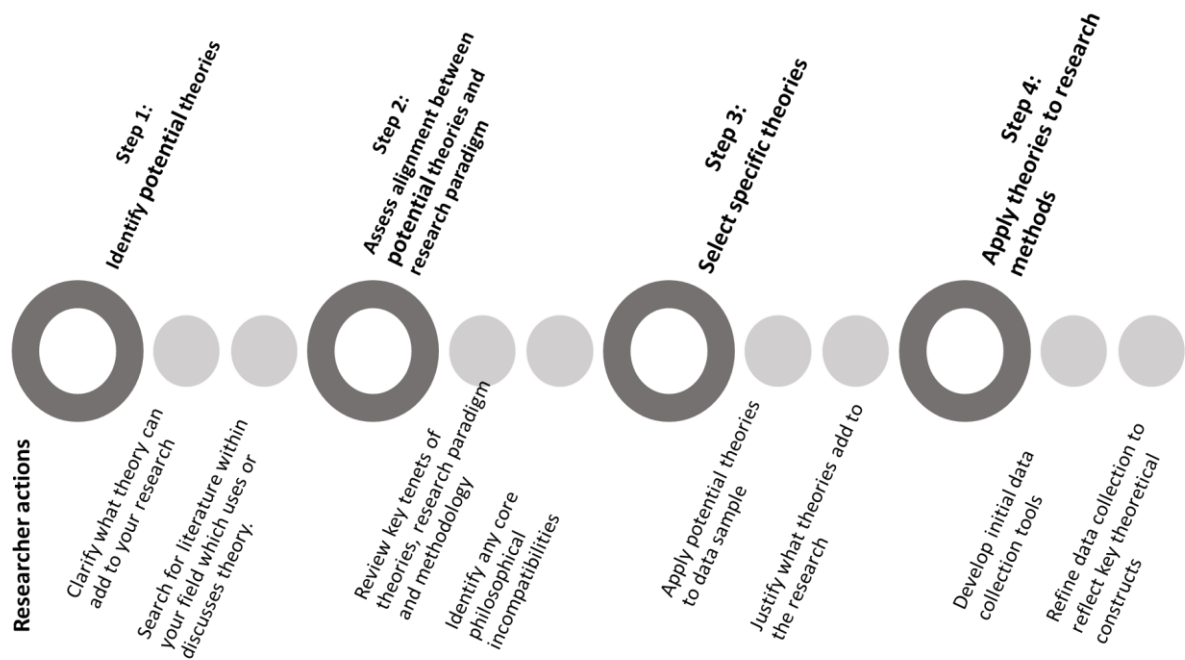 Step 1:
Identify potential theories
Step 2:
Assess alignment between
potential theories and
research paradigm
Step 3:
Select specific theories
Step 4:
Apply theories to research
methods
Researcher actions
Clarify what theory can
add to your research
Search for literature within
your field which uses or
discusses theory.
Review key tenets of
theories, research paradigm
and methodology
Identify any core
philosophical
incompatibilities
Apply potential theories
to data sample
Justify what theories add to
the research
Develop initial data
collection tools
Refine data collection to
reflect key theoretical
constructs